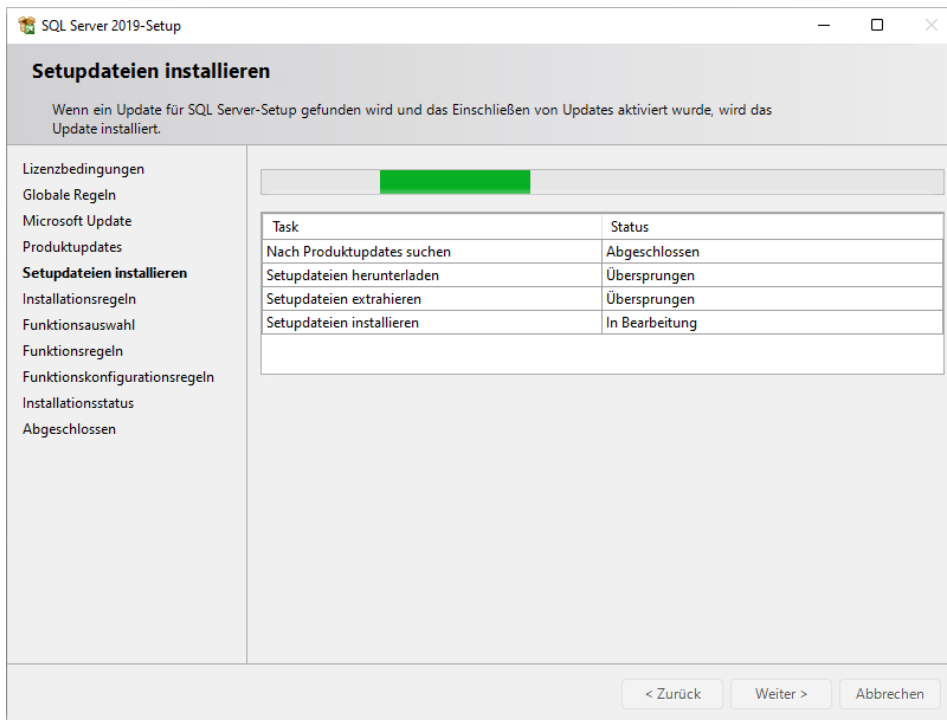 SQL Server 2019-Setup
Setupdateien installieren
Wenn ein Update für SQL Server-Setup gefunden wird und das Einschließen von Updates aktiviert wurde, wird das
Update installiert.
Lizenzbedingungen
Globale Regeln
Microsoft Update
Produktupdates
Setupdateien installieren
Installationsregeln
Funktionsauswahl
Funktionsregeln
Funktionskonfigurationsregeln
Installationsstatus
Abgeschlossen
Task Status
Nach Produktupdates suchen Abgeschlossen
Setupdateien herunterladen Übersprungen
Setupdateien extrahieren Übersprungen
Setupdateien installieren In Bearbeitung
< Zurück Weiter > Abbrechen